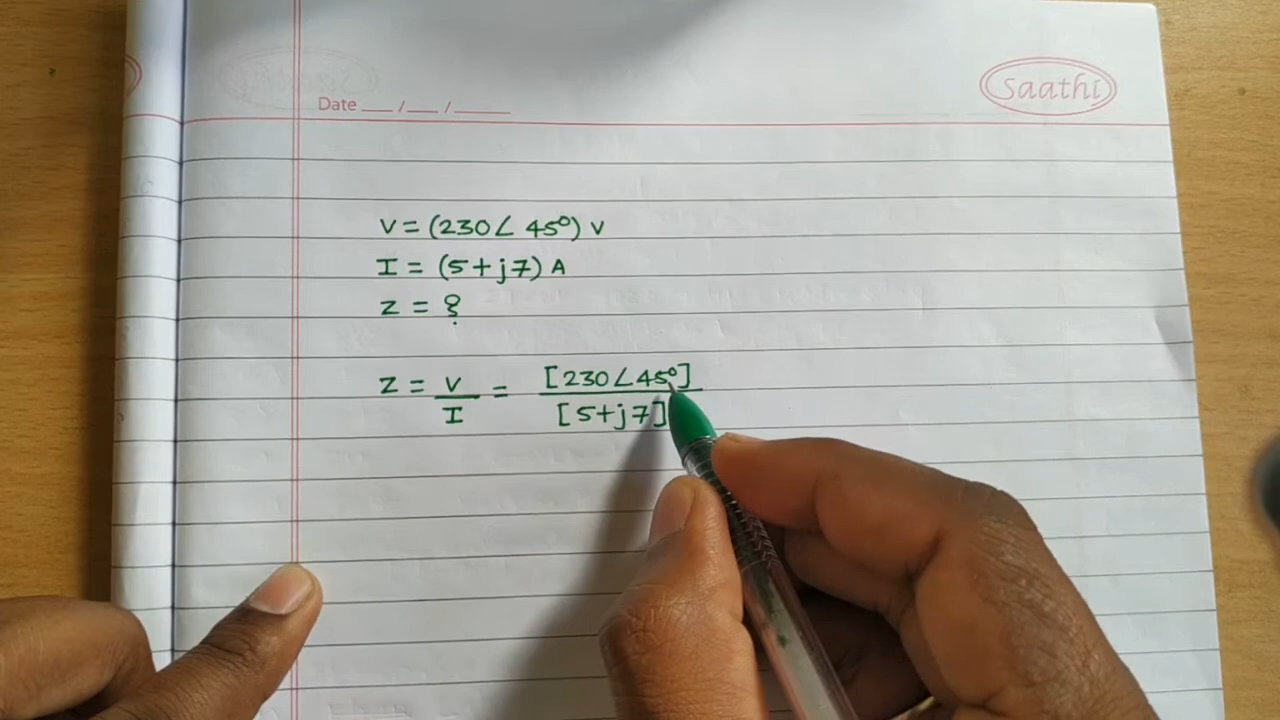 Saathi
Date ___ /___ /______
V = (230∠ 45°) V
I = (5+j7) A
Z = ?
Z = V/I = [230∠45°]/[5+j7]